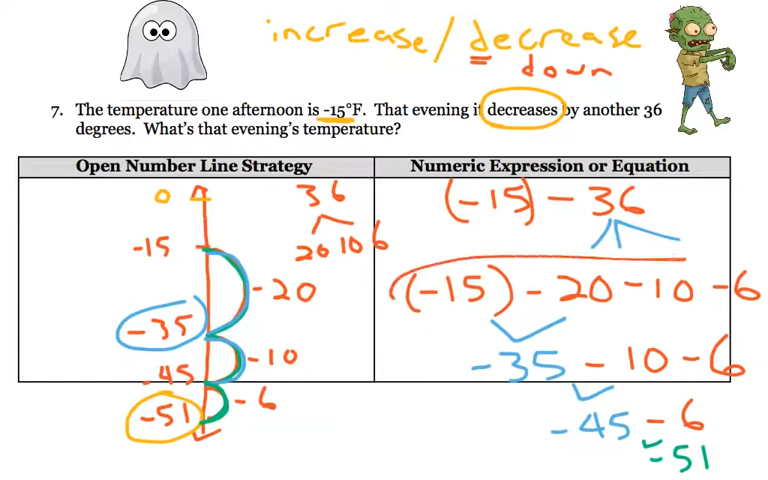 increase/decrease
down
7. The temperature one afternoon is -15°F. That evening it decreases by another 36
degrees. What's that evening's temperature?
Open Number Line Strategy
0
36
20 10 6
-15
-20
-35
-10
-45
-6
-51
Numeric Expression or Equation
(-15) - 36
((-15) - 20 - 10 - 6
-35 - 10 - 6
-45 - 6
= 51